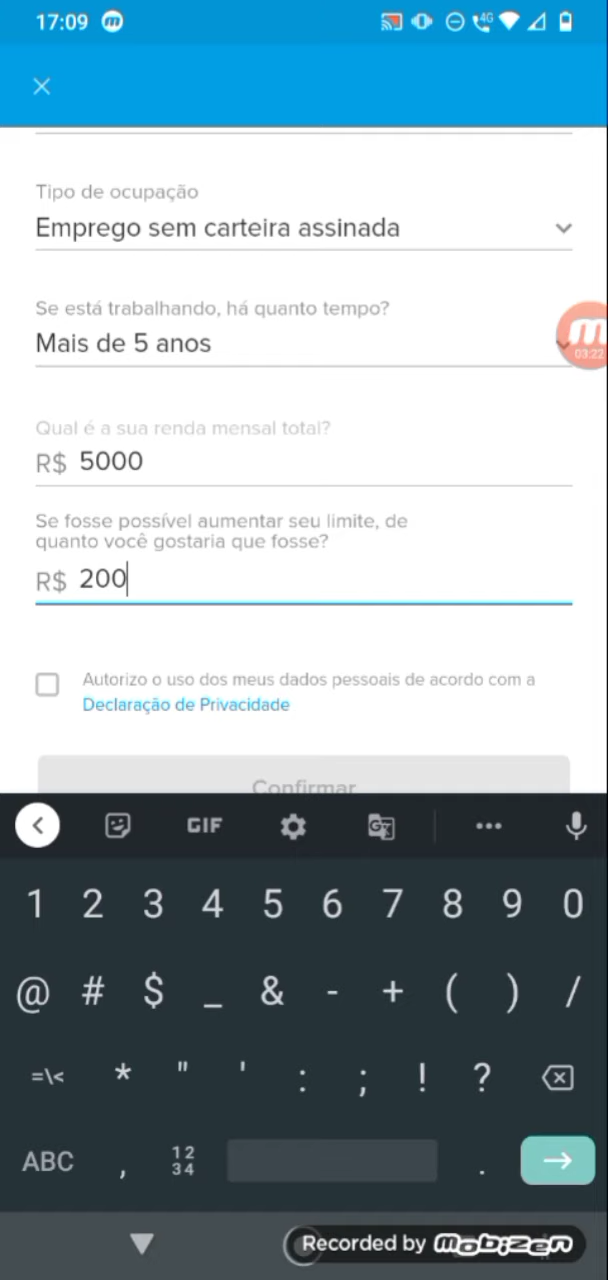 17:09
4G
Tipo de ocupação
Emprego sem carteira assinada
Se está trabalhando, há quanto tempo?
Mais de 5 anos
03:22
Qual é a sua renda mensal total?
R$ 5000
Se fosse possível aumentar seu limite, de
quanto você gostaria que fosse?
R$ 200
Autorizo o uso dos meus dados pessoais de acordo com a
Declaração de Privacidade
Confirmar
GIF
1 2 3 4 5 6 7 8 9 0
@ # $ _ & - + ( ) /
=\< * " ' : ; ! ?
ABC , 12 34 .
Recorded by mobizen